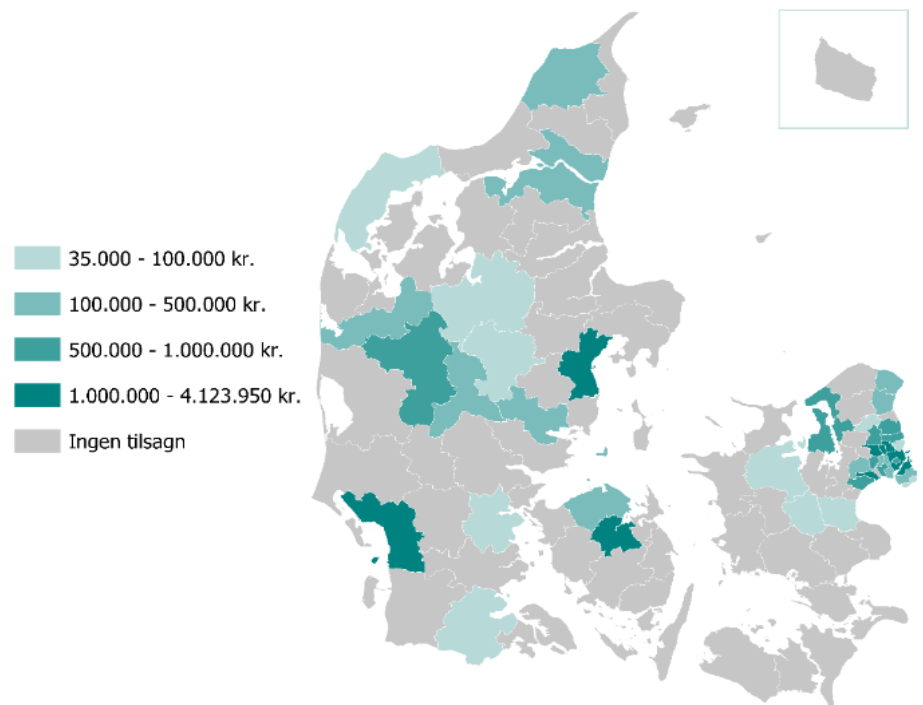 35.000 - 100.000 kr.
100.000 - 500.000 kr.
500.000 - 1.000.000 kr.
1.000.000 - 4.123.950 kr.
Ingen tilsagn